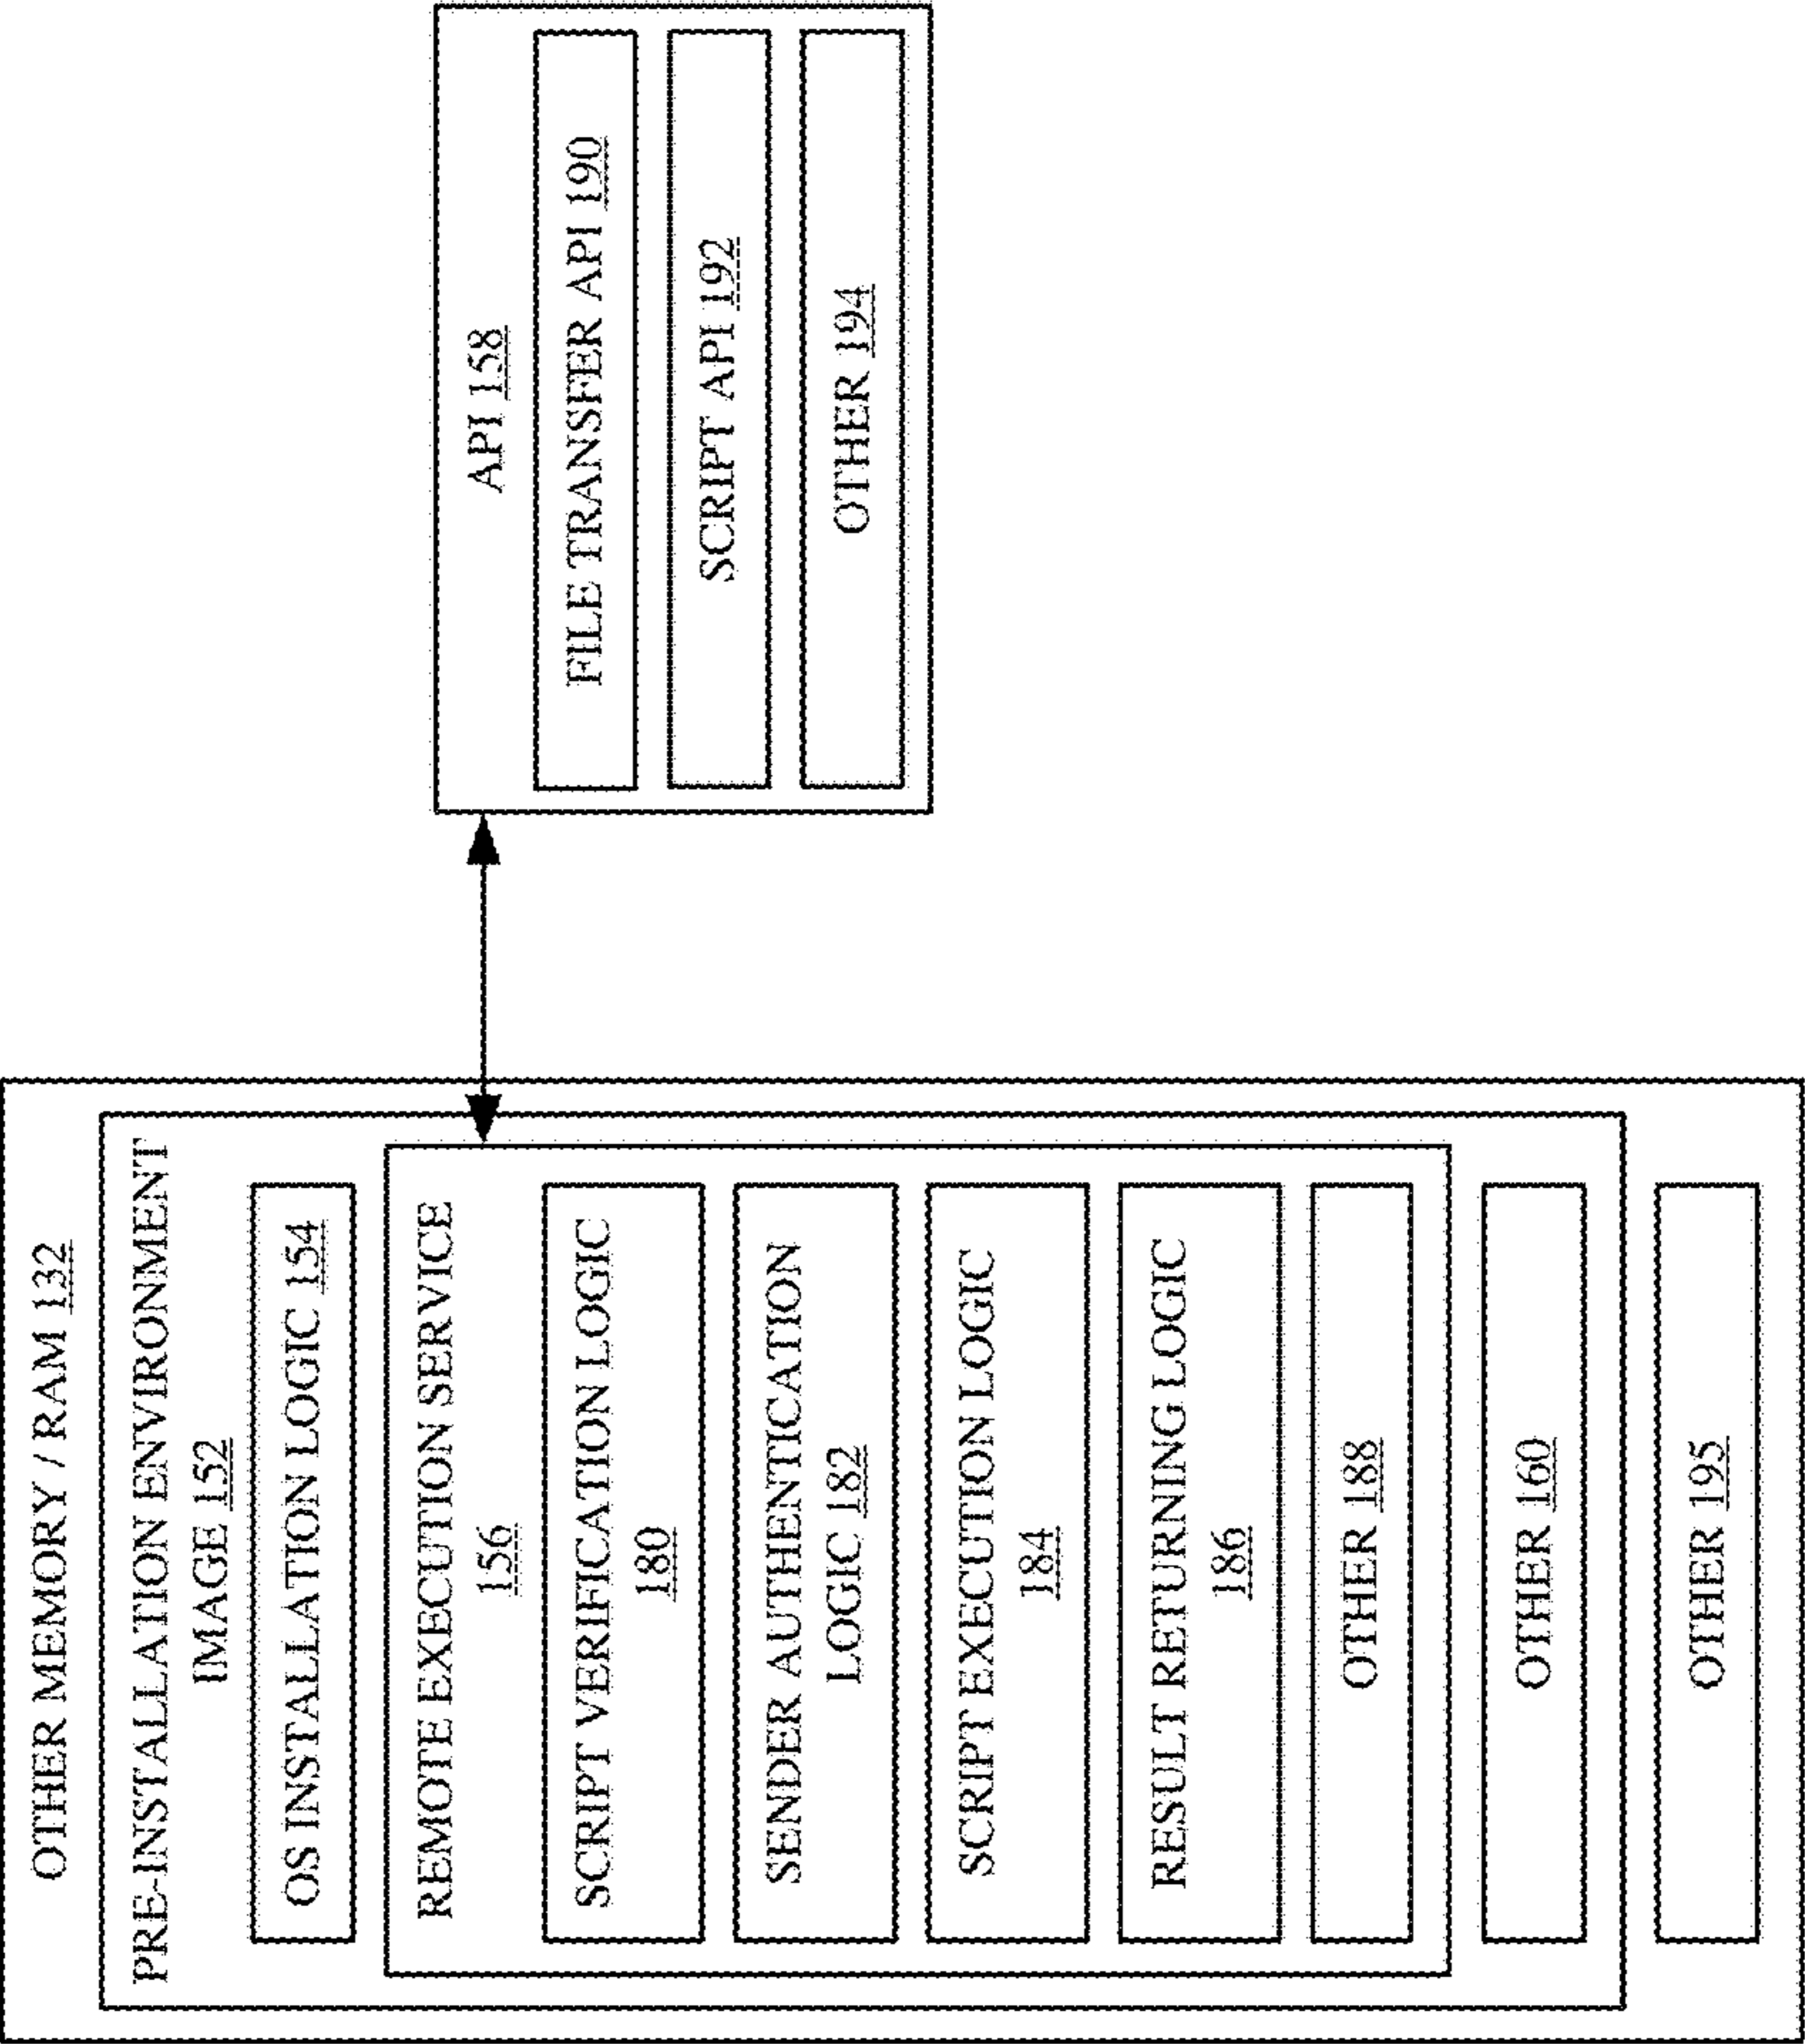 OTHER MEMORY / RAM 132
PRE-INSTALLATION ENVIRONMENT
IMAGE 152
OS INSTALLATION LOGIC 154
REMOTE EXECUTION SERVICE
156
SCRIPT VERIFICATION LOGIC
180
SENDER AUTHENTICATION
LOGIC 182
SCRIPT EXECUTION LOGIC
184
RESULT RETURNING LOGIC
186
OTHER 188
OTHER 160
OTHER 195
API 158
FILE TRANSFER API 190
SCRIPT API 192
OTHER 194